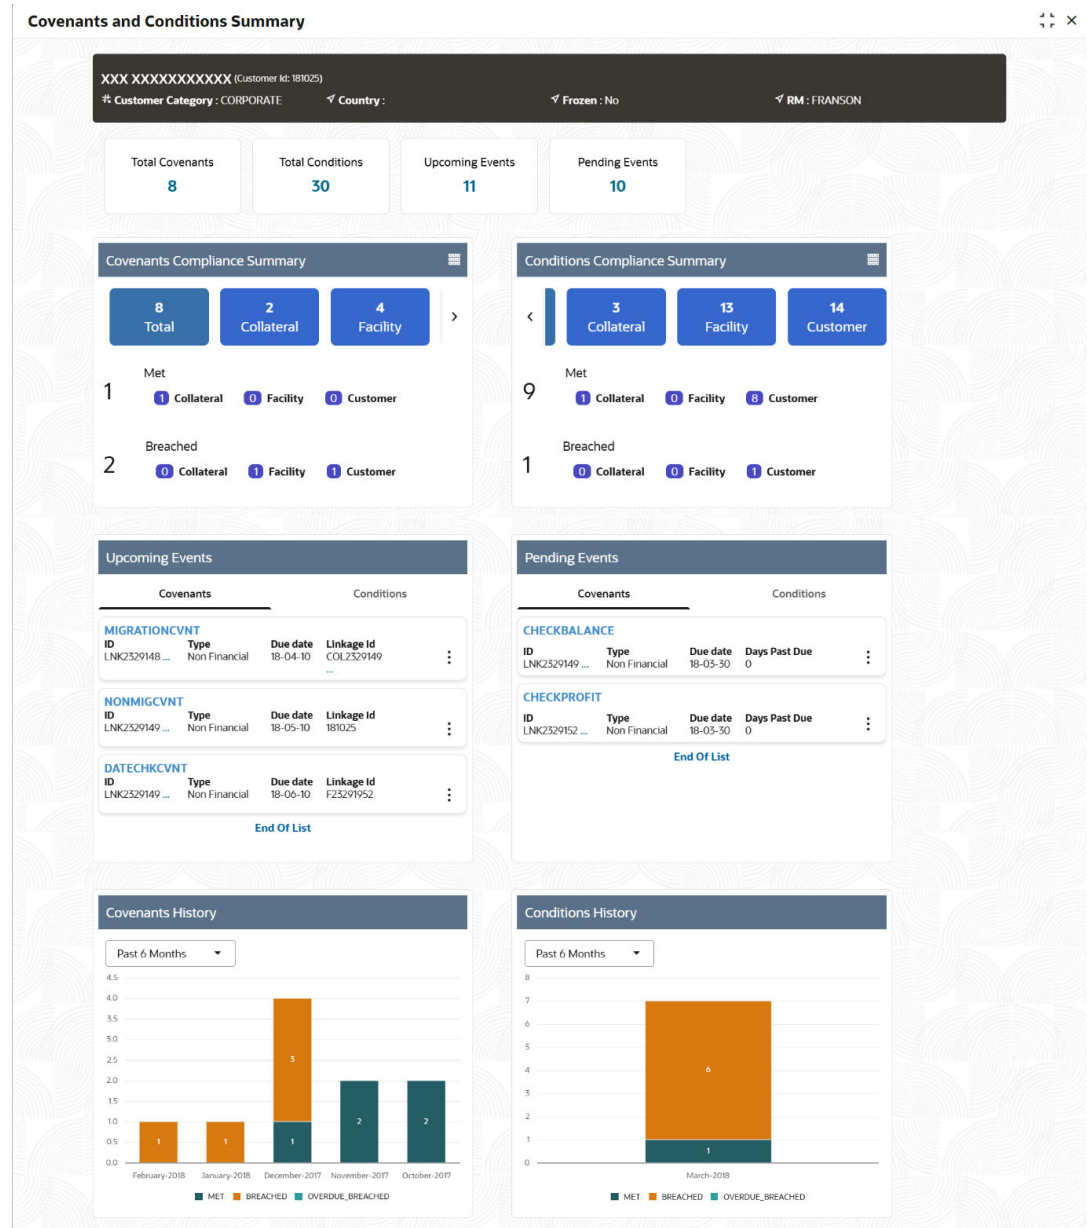 Covenants and Conditions Summary
XXX XXXXXXXXXXX (Customer Id: 181025)
Customer Category : CORPORATE Country : Frozen : No RM : FRANSON
Total Covenants Total Conditions Upcoming Events Pending Events
8 30 11 10
Covenants Compliance Summary
8 2 4
Total Collateral Facility
1 Met
1 Collateral 0 Facility 0 Customer
2 Breached
0 Collateral 1 Facility 1 Customer
Conditions Compliance Summary
3 13 14
Collateral Facility Customer
9 Met
1 Collateral 0 Facility 8 Customer
1 Breached
0 Collateral 0 Facility 1 Customer
Upcoming Events
Covenants Conditions
MIGRATIONCVNT
ID Type Due date Linkage Id
LNK2329148 ... Non Financial 18-04-10 COL2329149
...
NONMIGCVNT
ID Type Due date Linkage Id
LNK2329149 ... Non Financial 18-05-10 181025
DATECHKCVNT
ID Type Due date Linkage Id
LNK2329149 ... Non Financial 18-06-10 F23291952
End Of List
Pending Events
Covenants Conditions
CHECKBALANCE
ID Type Due date Days Past Due
LNK2329149 ... Non Financial 18-03-30 0
CHECKPROFIT
ID Type Due date Days Past Due
LNK2329152 ... Non Financial 18-03-30 0
End Of List
Covenants History
Past 6 Months
4.5
4.0
3.5
3.0
2.5
2.0
1.5
1.0
0.5
0.0
3
2 2
1 1 1
February-2018 January-2018 December-2017 November-2017 October-2017
MET BREACHED OVERDUE_BREACHED
Conditions History
Past 6 Months
8
7
6
5
4
3
2
1
0
6
1
March-2018
MET BREACHED OVERDUE_BREACHED